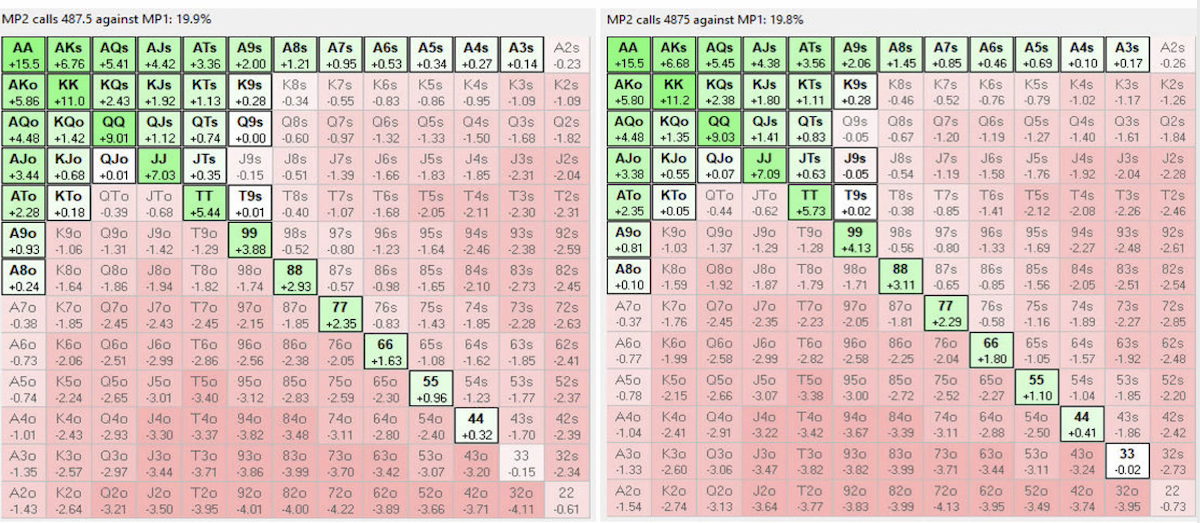 MP2 calls 487.5 against MP1: 19.9%
AA AKs AQs AJs ATs A9s A8s A7s A6s A5s A4s A3s A2s
+15.5 +6.76 +5.41 +4.42 +3.36 +2.00 +1.21 +0.95 +0.53 +0.34 +0.27 +0.14 -0.23
AKo KK KQs KJs KTs K9s K8s K7s K6s K5s K4s K3s K2s
+5.86 +11.0 +2.43 +1.92 +1.13 +0.28 -0.34 -0.55 -0.83 -0.86 -0.95 -1.09 -1.09
AQo KQo QQ QJs QTs Q9s Q8s Q7s Q6s Q5s Q4s Q3s Q2s
+4.48 +1.42 +9.01 +1.12 +0.74 +0.00 -0.60 -0.97 -1.32 -1.33 -1.50 -1.68 -1.82
AJo KJo QJo JJ JTs J9s J8s J7s J6s J5s J4s J3s J2s
+3.44 +0.68 +0.01 +7.03 +0.35 -0.15 -0.51 -1.39 -1.66 -1.83 -1.85 -2.31 -2.04
ATo KTo QTo JTo TT T9s T8s T7s T6s T5s T4s T3s T2s
+2.28 +0.18 -0.39 -0.68 +5.44 +0.01 -0.40 -1.07 -1.68 -2.05 -2.11 -2.30 -2.31
A9o K9o Q9o J9o T9o 99 98s 97s 96s 95s 94s 93s 92s
+0.93 -1.06 -1.31 -1.42 -1.29 +3.88 -0.52 -0.80 -1.23 -1.64 -2.46 -2.38 -2.59
A8o K8o Q8o J8o T8o 98o 88 87s 86s 85s 84s 83s 82s
+0.24 -1.64 -1.86 -1.94 -1.82 -1.74 +2.93 -0.57 -0.98 -1.65 -2.10 -2.73 -2.45
A7o K7o Q7o J7o T7o 97o 87o 77 76s 75s 74s 73s 72s
-0.38 -1.85 -2.45 -2.43 -2.45 -2.15 -1.85 +2.35 -0.83 -1.43 -1.85 -2.28 -2.63
A6o K6o Q6o J6o T6o 96o 86o 76o 66 65s 64s 63s 62s
-0.73 -2.06 -2.51 -2.99 -2.86 -2.56 -2.38 -2.05 +1.63 -1.08 -1.62 -1.85 -2.41
A5o K5o Q5o J5o T5o 95o 85o 75o 65o 55 54s 53s 52s
-0.74 -2.24 -2.65 -3.01 -3.40 -3.12 -2.83 -2.59 -2.30 +0.96 -1.23 -1.77 -2.37
A4o K4o Q4o J4o T4o 94o 84o 74o 64o 54o 44 43s 42s
-1.01 -2.43 -2.93 -3.30 -3.37 -3.82 -3.48 -3.11 -2.80 -2.40 +0.32 -1.70 -2.39
A3o K3o Q3o J3o T3o 93o 83o 73o 63o 53o 43o 33 32s
-1.35 -2.57 -2.97 -3.44 -3.71 -3.86 -3.99 -3.70 -3.42 -3.07 -3.20 -0.15 -2.34
A2o K2o Q2o J2o T2o 92o 82o 72o 62o 52o 42o 32o 22
-1.43 -2.64 -3.21 -3.50 -3.95 -4.01 -4.00 -4.22 -3.89 -3.66 -3.71 -4.11 -0.61
MP2 calls 4875 against MP1: 19.8%
AA AKs AQs AJs ATs A9s A8s A7s A6s A5s A4s A3s A2s
+15.5 +6.68 +5.45 +4.38 +3.56 +2.06 +1.45 +0.85 +0.46 +0.69 +0.10 +0.17 -0.26
AKo KK KQs KJs KTs K9s K8s K7s K6s K5s K4s K3s K2s
+5.80 +11.2 +2.38 +1.80 +1.11 +0.28 -0.46 -0.52 -0.76 -0.79 -1.02 -1.17 -1.26
AQo KQo QQ QJs QTs Q9s Q8s Q7s Q6s Q5s Q4s Q3s Q2s
+4.48 +1.35 +9.03 +1.41 +0.83 -0.05 -0.67 -1.20 -1.19 -1.27 -1.40 -1.61 -1.84
AJo KJo QJo JJ JTs J9s J8s J7s J6s J5s J4s J3s J2s
+3.38 +0.55 +0.07 +7.09 +0.63 -0.05 -0.54 -1.19 -1.58 -1.76 -1.92 -2.04 -2.28
ATo KTo QTo JTo TT T9s T8s T7s T6s T5s T4s T3s T2s
+2.35 +0.05 -0.44 -0.62 +5.73 +0.02 -0.38 -0.85 -1.41 -2.12 -2.08 -2.26 -2.46
A9o K9o Q9o J9o T9o 99 98s 97s 96s 95s 94s 93s 92s
+0.81 -1.03 -1.37 -1.29 -1.28 +4.13 -0.56 -0.80 -1.33 -1.69 -2.27 -2.48 -2.61
A8o K8o Q8o J8o T8o 98o 88 87s 86s 85s 84s 83s 82s
+0.10 -1.59 -1.92 -1.87 -1.79 -1.71 +3.11 -0.65 -0.85 -1.56 -2.05 -2.51 -2.54
A7o K7o Q7o J7o T7o 97o 87o 77 76s 75s 74s 73s 72s
-0.37 -1.76 -2.45 -2.35 -2.23 -2.05 -1.81 +2.29 -0.58 -1.16 -1.89 -2.27 -2.85
A6o K6o Q6o J6o T6o 96o 86o 76o 66 65s 64s 63s 62s
-0.77 -1.99 -2.58 -2.99 -2.82 -2.58 -2.25 -2.04 +1.80 -1.05 -1.57 -1.92 -2.48
A5o K5o Q5o J5o T5o 95o 85o 75o 65o 55 54s 53s 52s
-0.78 -2.15 -2.66 -3.07 -3.38 -3.00 -2.72 -2.52 -2.27 +1.10 -1.04 -1.85 -2.20
A4o K4o Q4o J4o T4o 94o 84o 74o 64o 54o 44 43s 42s
-1.04 -2.41 -2.91 -3.22 -3.42 -3.67 -3.39 -3.11 -2.88 -2.50 +0.41 -1.86 -2.42
A3o K3o Q3o J3o T3o 93o 83o 73o 63o 53o 43o 33 32s
-1.33 -2.60 -3.06 -3.47 -3.82 -3.82 -3.99 -3.71 -3.44 -3.11 -3.24 -0.02 -2.73
A2o K2o Q2o J2o T2o 92o 82o 72o 62o 52o 42o 32o 22
-1.54 -2.74 -3.13 -3.64 -3.77 -3.83 -3.99 -4.13 -3.95 -3.49 -3.74 -3.95 -0.73